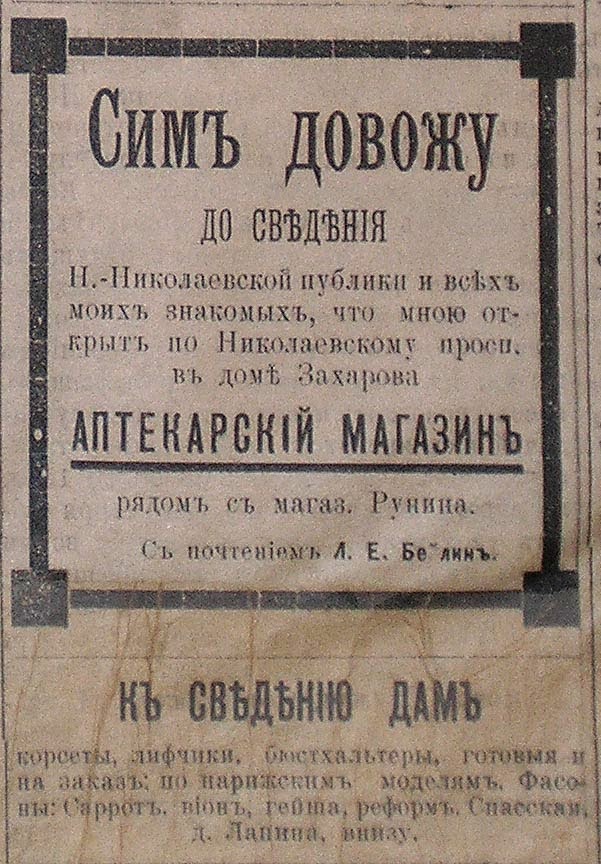 Симъ довожу
до свѣдѣнія
Н.-Николаевской публики и всѣхъ
моихъ знакомыхъ, что мною от-
крытъ по Николаевскому просп.
въ домѣ Захарова
АПТЕКАРСКІЙ МАГАЗИНЪ
рядомъ съ магаз. Рунина.
Съ почтеніемъ Л. Е.
КЪ СВѢДѢНІЮ ДАМЪ
корсеты, лифчики, бюстхальтеры, готовыя и
на заказъ; по парижскимъ моделямъ. Фасо-
ны: Сарротъ, віонъ, гейша, реформъ. Спасская,
д. Лапина, внизу.